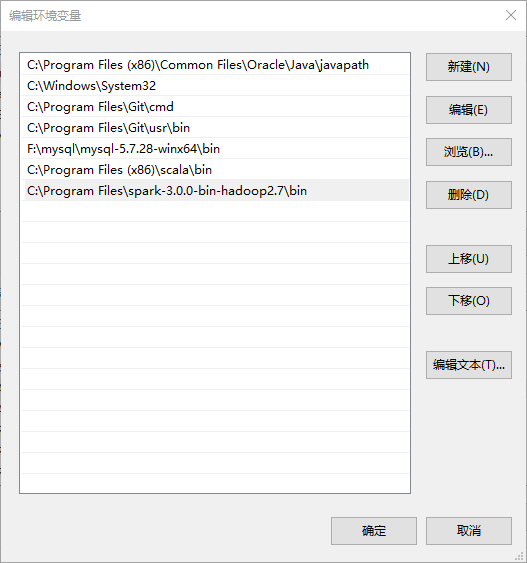 编辑环境变量
C:\Program Files (x86)\Common Files\Oracle\Java\javapath
C:\Windows\System32
C:\Program Files\Git\cmd
C:\Program Files\Git\usr\bin
F:\mysql\mysql-5.7.28-winx64\bin
C:\Program Files (x86)\scala\bin
C:\Program Files\spark-3.0.0-bin-hadoop2.7\bin
新建(N)
编辑(E)
浏览(B)...
删除(D)
上移(U)
下移(O)
编辑文本(T)...
确定
取消